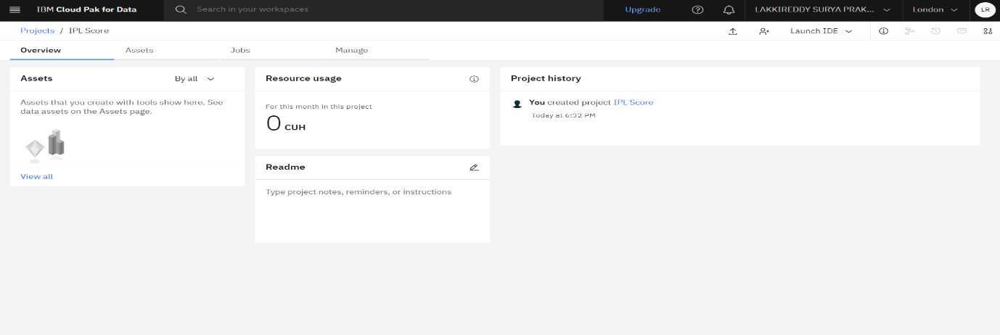 IBM Cloud Pak for Data
Search in your workspaces
Upgrade
LAKKIREDDY SURYA PRAK...
London
LR
Projects / IPL Score
Launch IDE
Overview
Assets
Jobs
Manage
Assets
By all
Assets that you create with tools show here. See
data assets on the Assets page.
View all
Resource usage
For this month in this project
0 CUH
Readme
Type project notes, reminders, or instructions
Project history
You created project IPL Score
Today at 6:32 PM